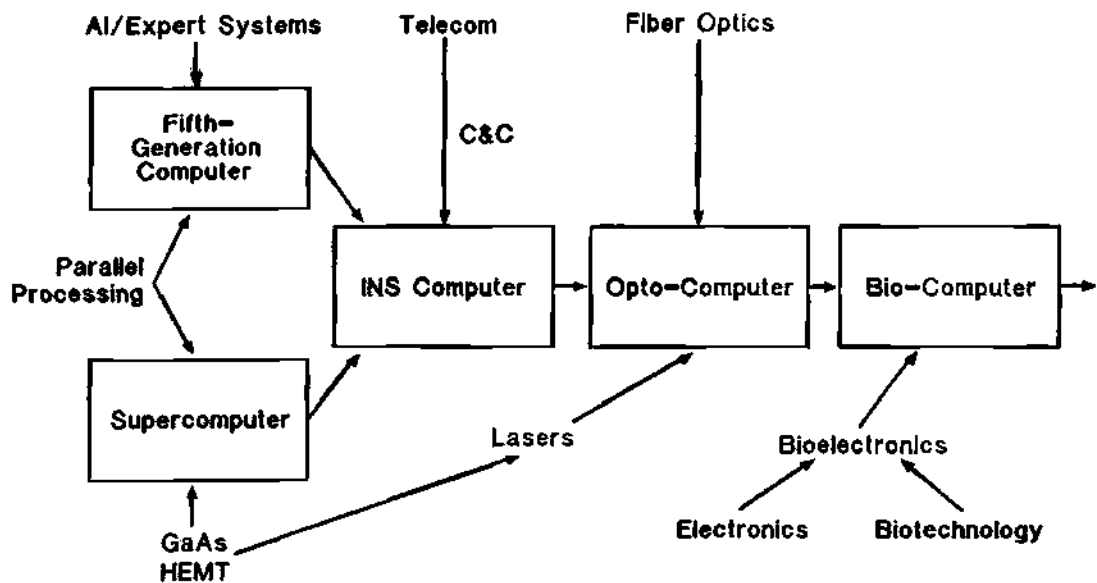 AI/Expert Systems
Telecom
Fiber Optics
Fifth-
Generation
Computer
C&C
Parallel
Processing
INS Computer
Opto-Computer
Bio-Computer
Supercomputer
Lasers
Bioelectronics
Electronics
Biotechnology
GaAs
HEMT